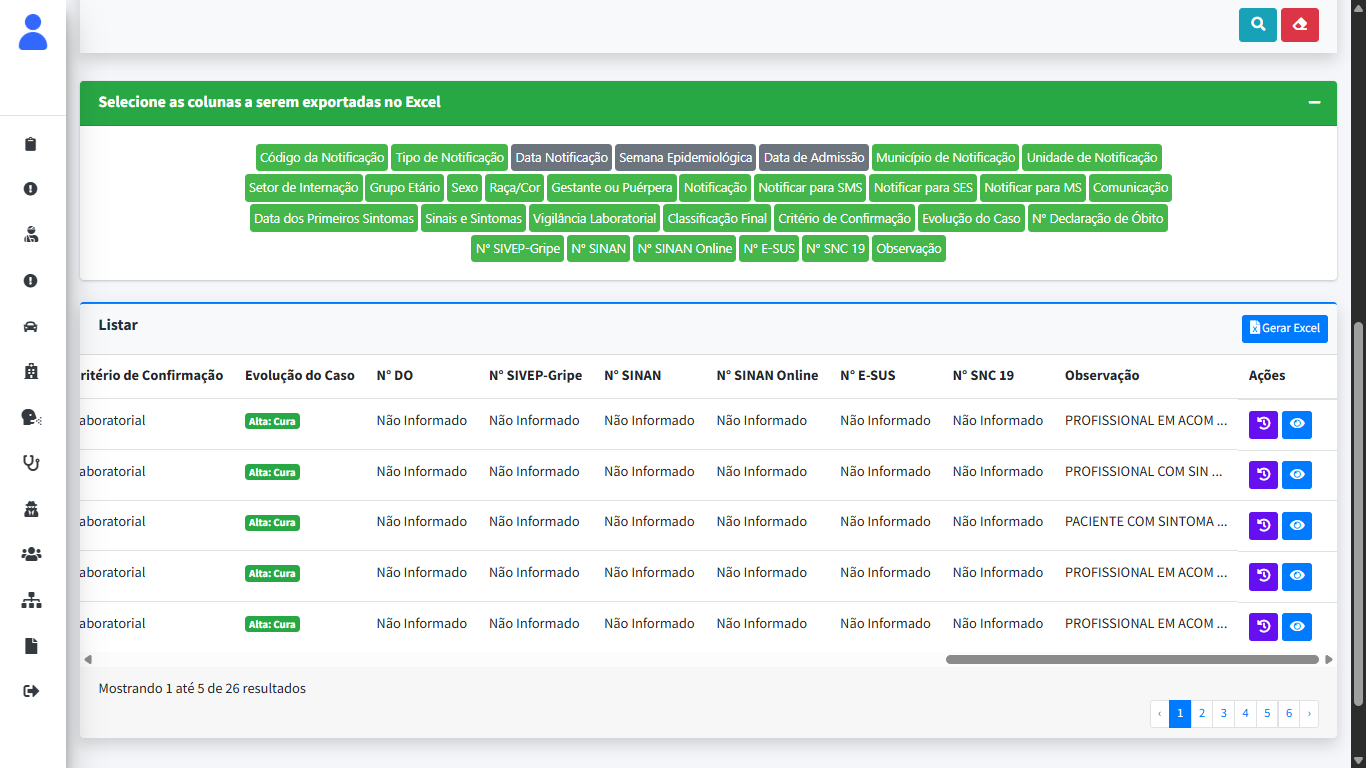 Selecione as colunas a serem exportadas no Excel
Código da Notificação Tipo de Notificação Data Notificação Semana Epidemiológica Data de Admissão Município de Notificação Unidade de Notificação
Setor de Internação Grupo Etário Sexo Raça/Cor Gestante ou Puérpera Notificação Notificar para SMS Notificar para SES Notificar para MS Comunicação
Data dos Primeiros Sintomas Sinais e Sintomas Vigilância Laboratorial Classificação Final Critério de Confirmação Evolução do Caso N° Declaração de Óbito
N° SIVEP-Gripe N° SINAN N° SINAN Online N° E-SUS N° SNC 19 Observação
Listar Gerar Excel
ritério de Confirmação Evolução do Caso N° DO N° SIVEP-Gripe N° SINAN N° SINAN Online N° E-SUS N° SNC 19 Observação Ações
aboratorial Alta: Cura Não Informado Não Informado Não Informado Não Informado Não Informado Não Informado PROFISSIONAL EM ACOM ...
aboratorial Alta: Cura Não Informado Não Informado Não Informado Não Informado Não Informado Não Informado PROFISSIONAL COM SIN ...
aboratorial Alta: Cura Não Informado Não Informado Não Informado Não Informado Não Informado Não Informado PACIENTE COM SINTOMA ...
aboratorial Alta: Cura Não Informado Não Informado Não Informado Não Informado Não Informado Não Informado PROFISSIONAL EM ACOM ...
aboratorial Alta: Cura Não Informado Não Informado Não Informado Não Informado Não Informado Não Informado PROFISSIONAL EM ACOM ...
Mostrando 1 até 5 de 26 resultados
‹ 1 2 3 4 5 6 ›